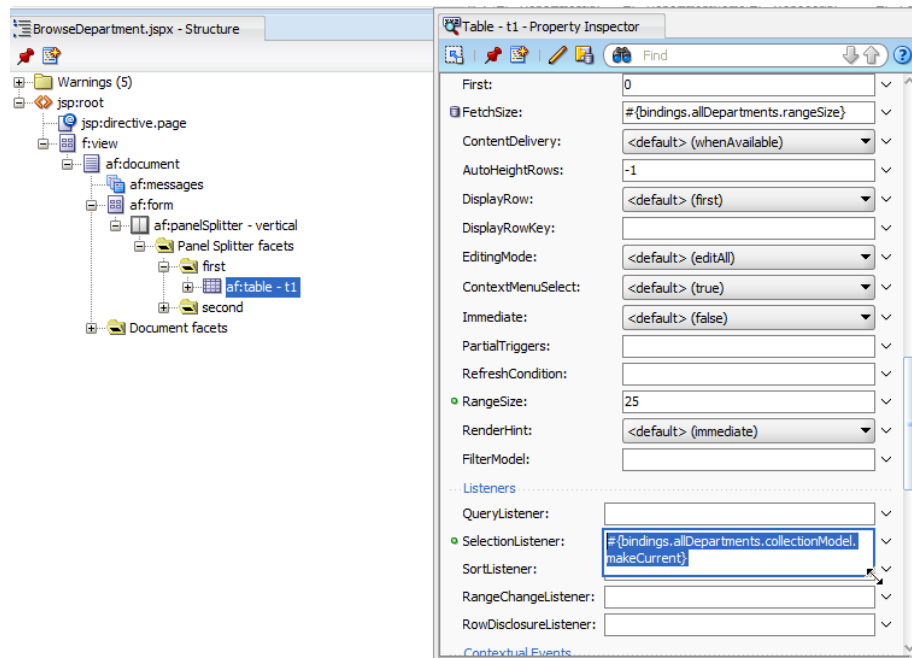 BrowseDepartment.jspx - Structure
Warnings (5)
jsp:root
jsp:directive.page
f:view
af:document
af:messages
af:form
af:panelSplitter - vertical
Panel Splitter facets
first
af:table - t1
second
Document facets
Table - t1 - Property Inspector
Find
First:
0
FetchSize:
#{bindings.allDepartments.rangeSize}
ContentDelivery:
<default> (whenAvailable)
AutoHeightRows:
-1
DisplayRow:
<default> (first)
DisplayRowKey:
EditingMode:
<default> (editAll)
ContextMenuSelect:
<default> (true)
Immediate:
<default> (false)
PartialTriggers:
RefreshCondition:
RangeSize:
25
RenderHint:
<default> (immediate)
FilterModel:
Listeners
QueryListener:
SelectionListener:
#{bindings.allDepartments.collectionModel.
makeCurrent}
SortListener:
RangeChangeListener:
RowDisclosureListener:
Contextual Events